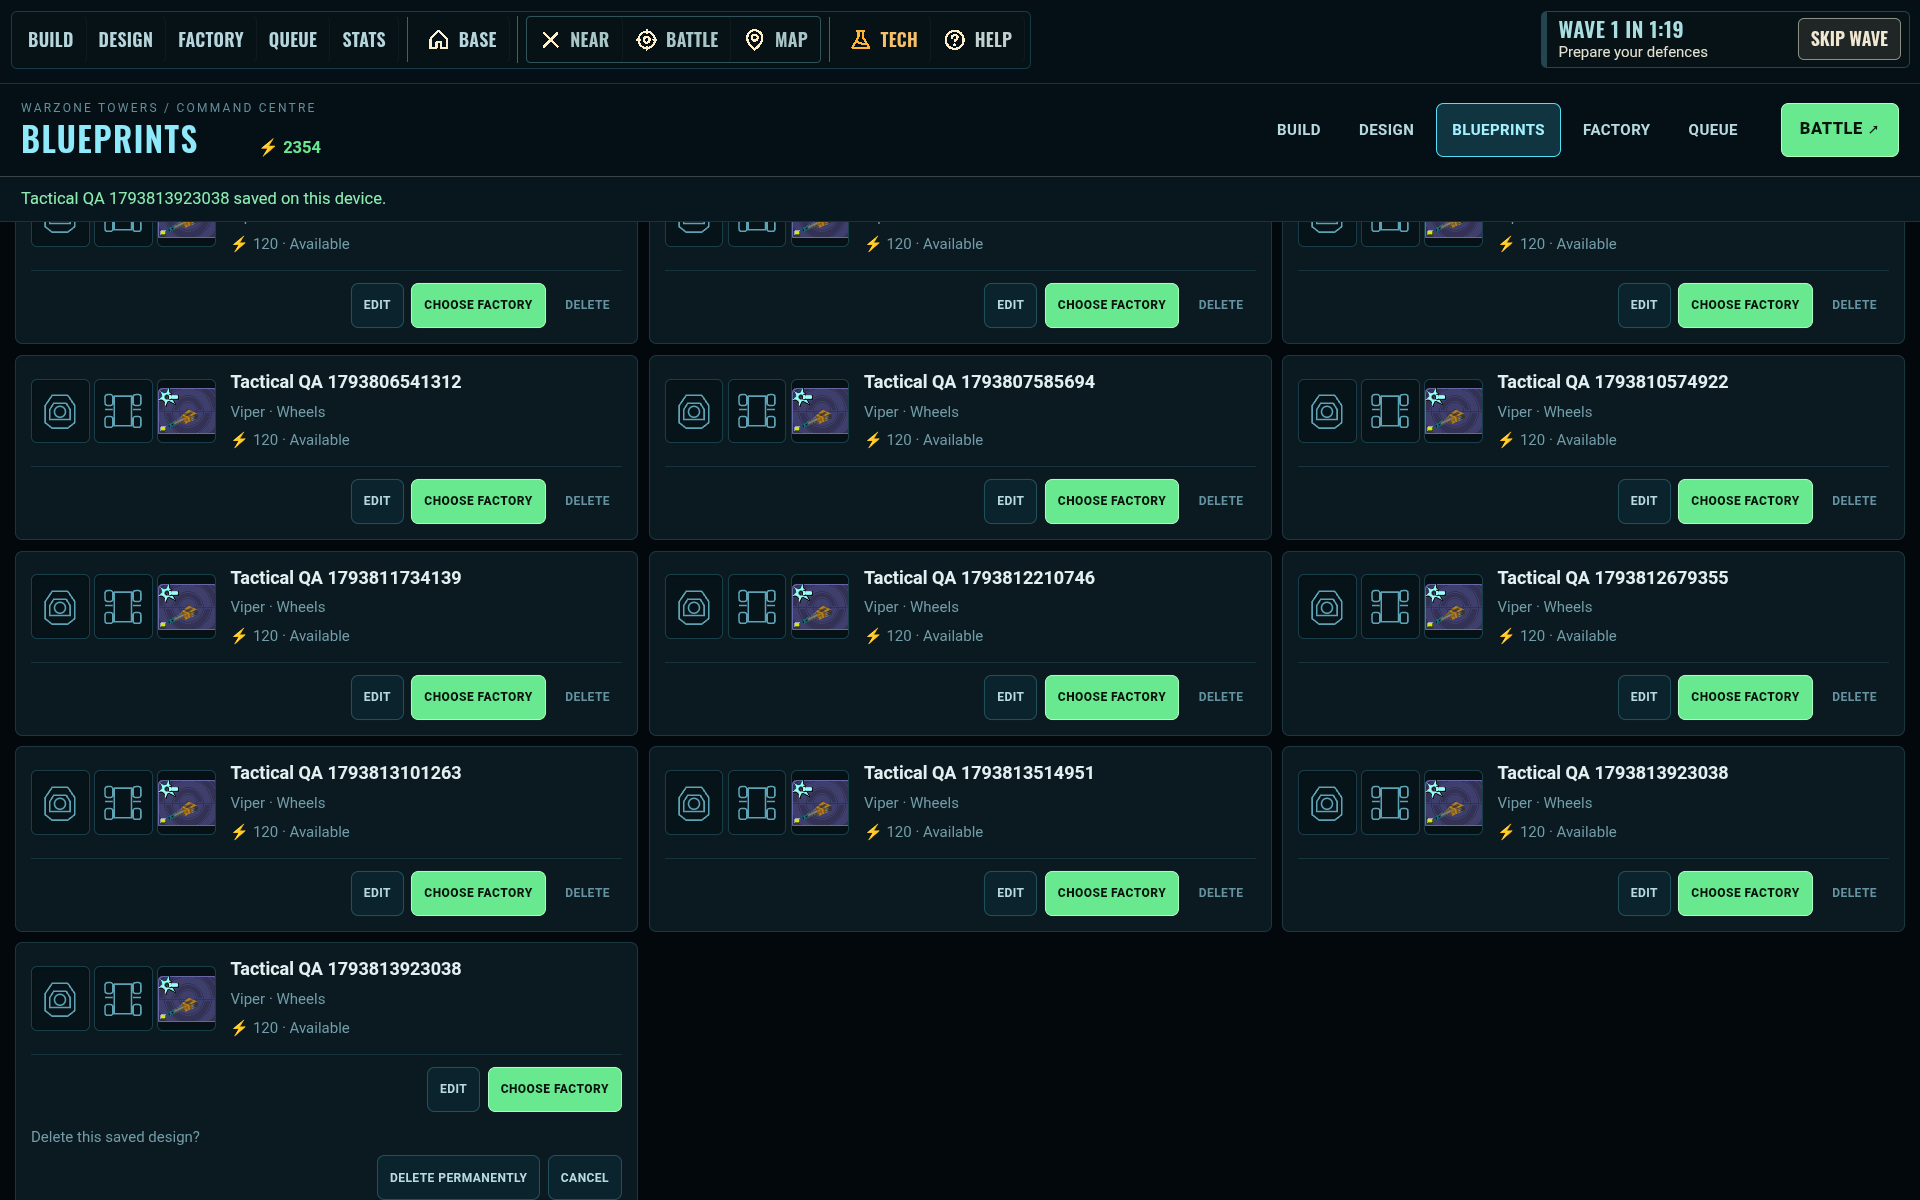 BUILD DESIGN FACTORY QUEUE STATS BASE NEAR BATTLE MAP TECH HELP
WAVE 1 IN 1:19
Prepare your defences
SKIP WAVE
WARZONE TOWERS / COMMAND CENTRE
BLUEPRINTS ⚡ 2354
BUILD DESIGN BLUEPRINTS FACTORY QUEUE BATTLE ↗
Tactical QA 1793813923038 saved on this device.
⚡ 120 · Available
EDIT CHOOSE FACTORY DELETE
⚡ 120 · Available
EDIT CHOOSE FACTORY DELETE
⚡ 120 · Available
EDIT CHOOSE FACTORY DELETE
Tactical QA 1793806541312
Viper · Wheels
⚡ 120 · Available
EDIT CHOOSE FACTORY DELETE
Tactical QA 1793807585694
Viper · Wheels
⚡ 120 · Available
EDIT CHOOSE FACTORY DELETE
Tactical QA 1793810574922
Viper · Wheels
⚡ 120 · Available
EDIT CHOOSE FACTORY DELETE
Tactical QA 1793811734139
Viper · Wheels
⚡ 120 · Available
EDIT CHOOSE FACTORY DELETE
Tactical QA 1793812210746
Viper · Wheels
⚡ 120 · Available
EDIT CHOOSE FACTORY DELETE
Tactical QA 1793812679355
Viper · Wheels
⚡ 120 · Available
EDIT CHOOSE FACTORY DELETE
Tactical QA 1793813101263
Viper · Wheels
⚡ 120 · Available
EDIT CHOOSE FACTORY DELETE
Tactical QA 1793813514951
Viper · Wheels
⚡ 120 · Available
EDIT CHOOSE FACTORY DELETE
Tactical QA 1793813923038
Viper · Wheels
⚡ 120 · Available
EDIT CHOOSE FACTORY DELETE
Tactical QA 1793813923038
Viper · Wheels
⚡ 120 · Available
EDIT CHOOSE FACTORY
Delete this saved design?
DELETE PERMANENTLY CANCEL